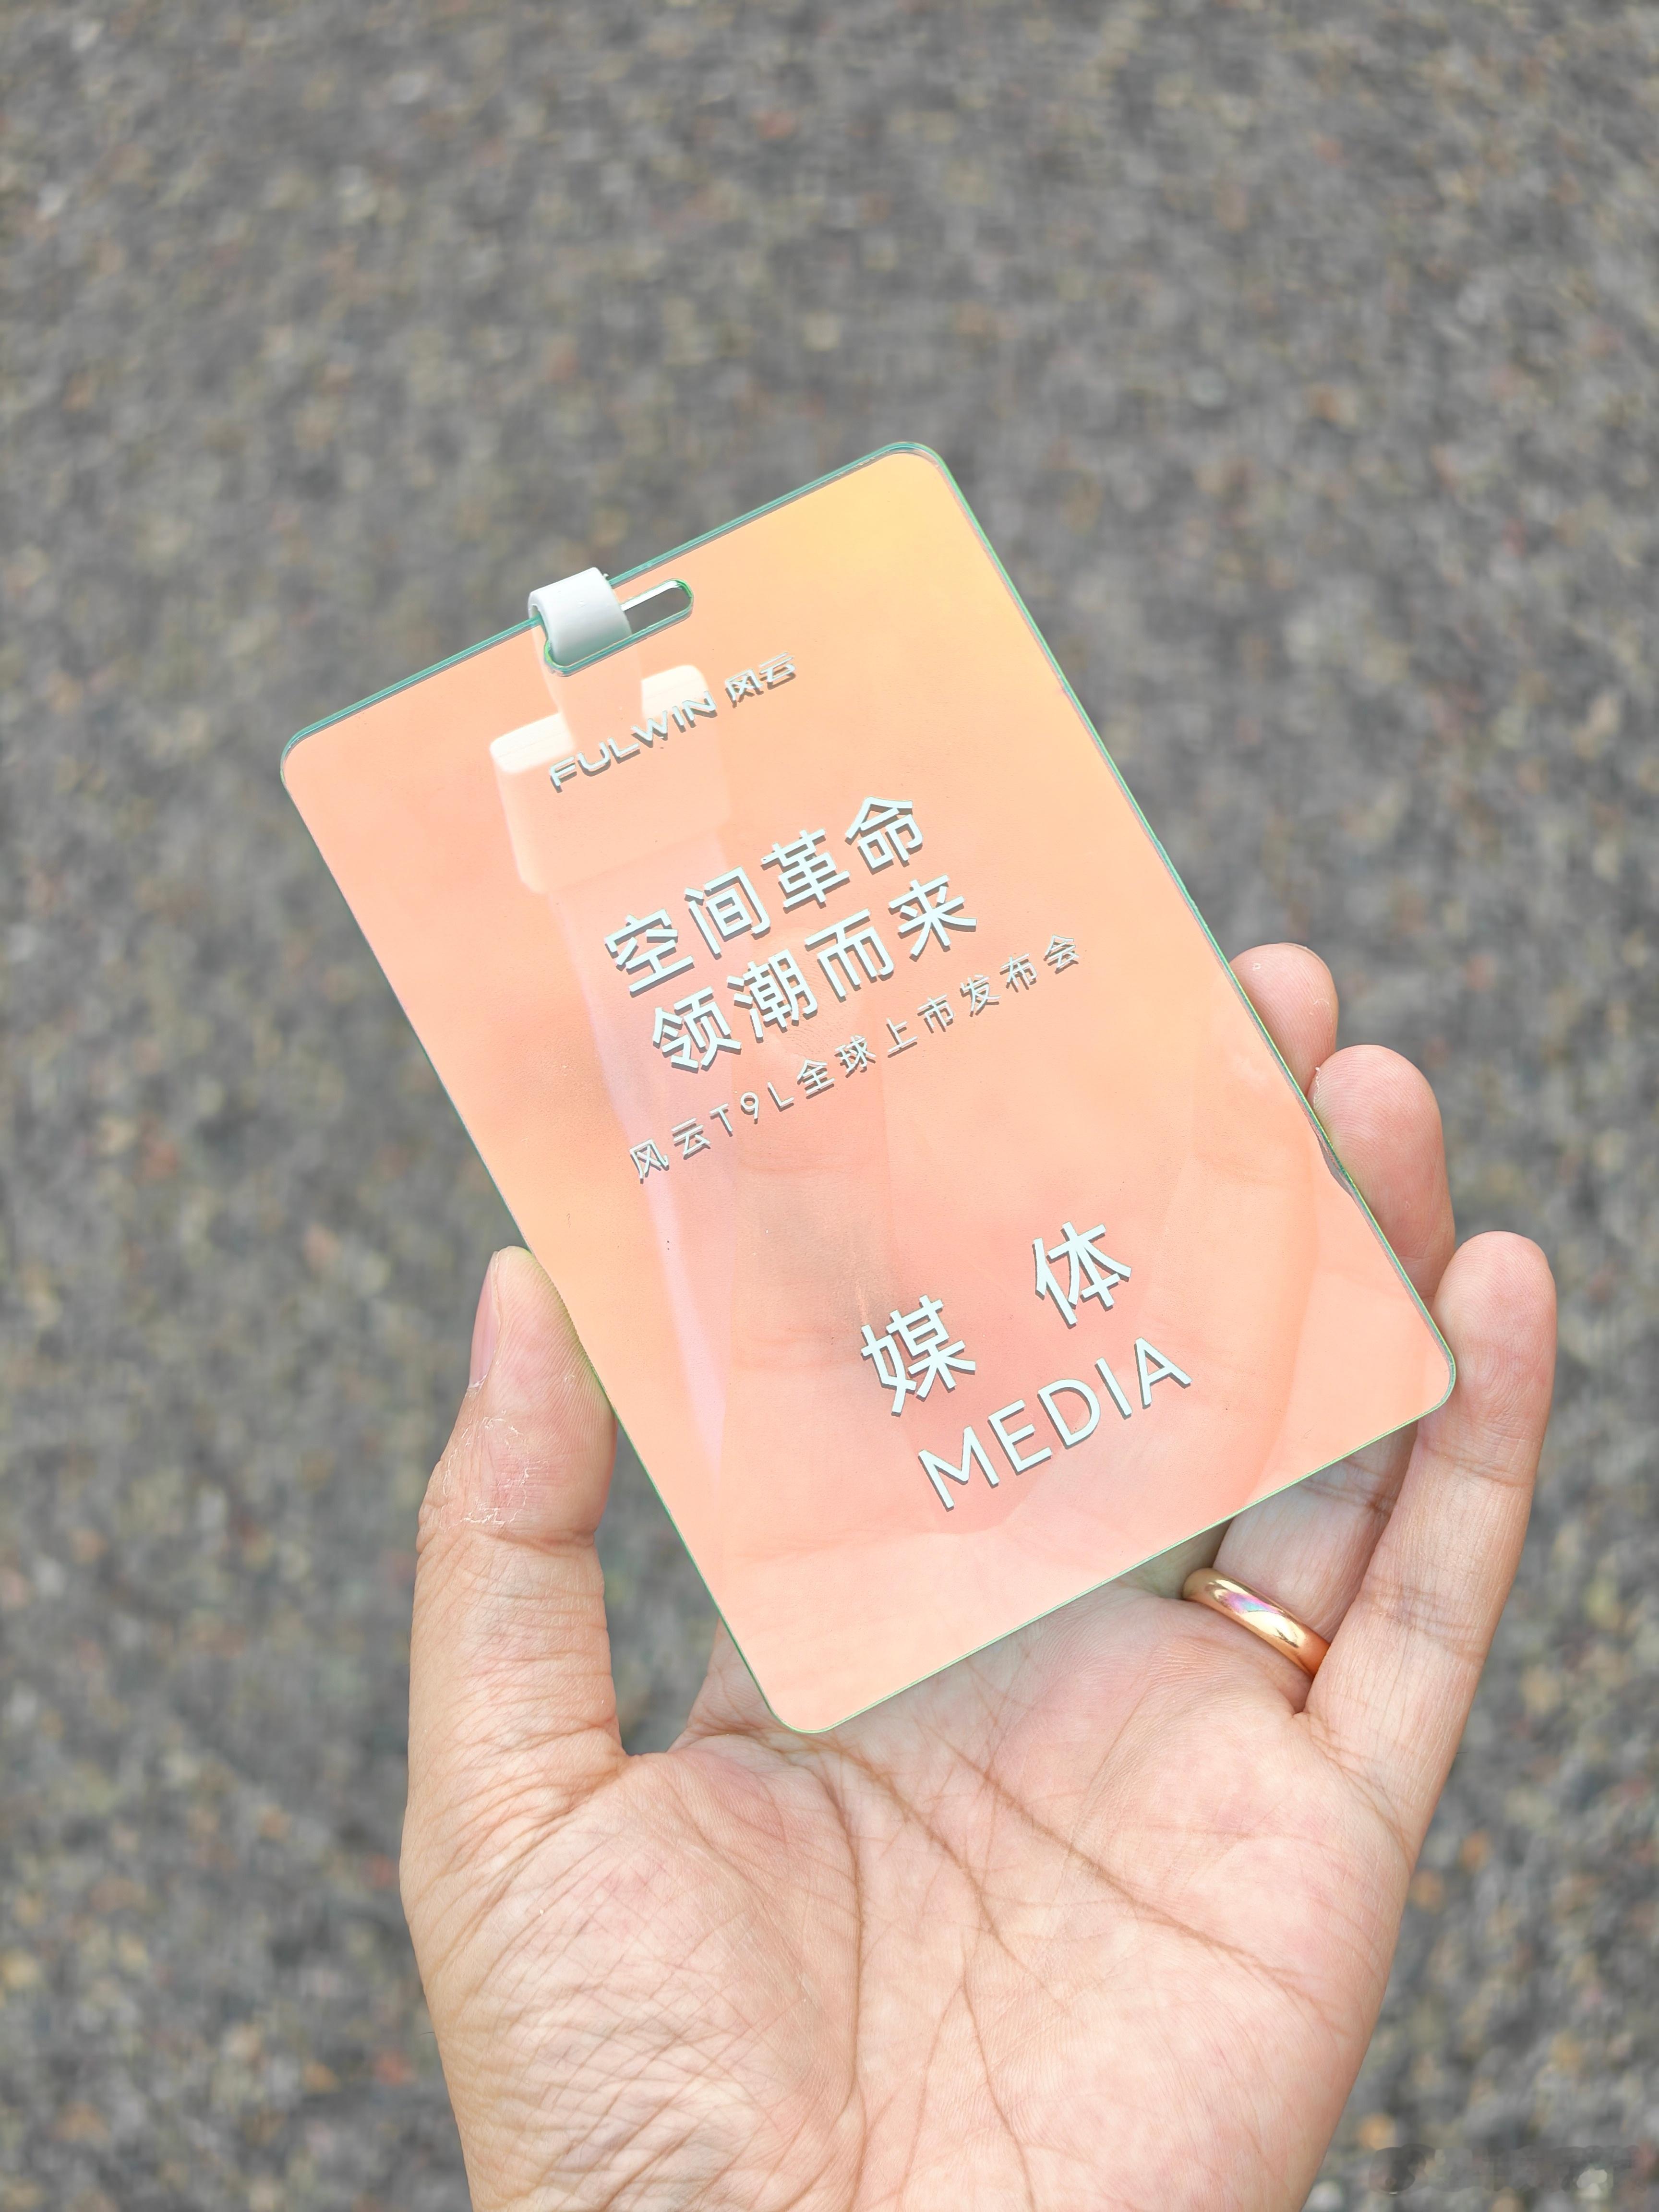 FULWIN 风云
空间革命
领潮而来
风云T9L全球上市发布会
媒 体
MEDIA